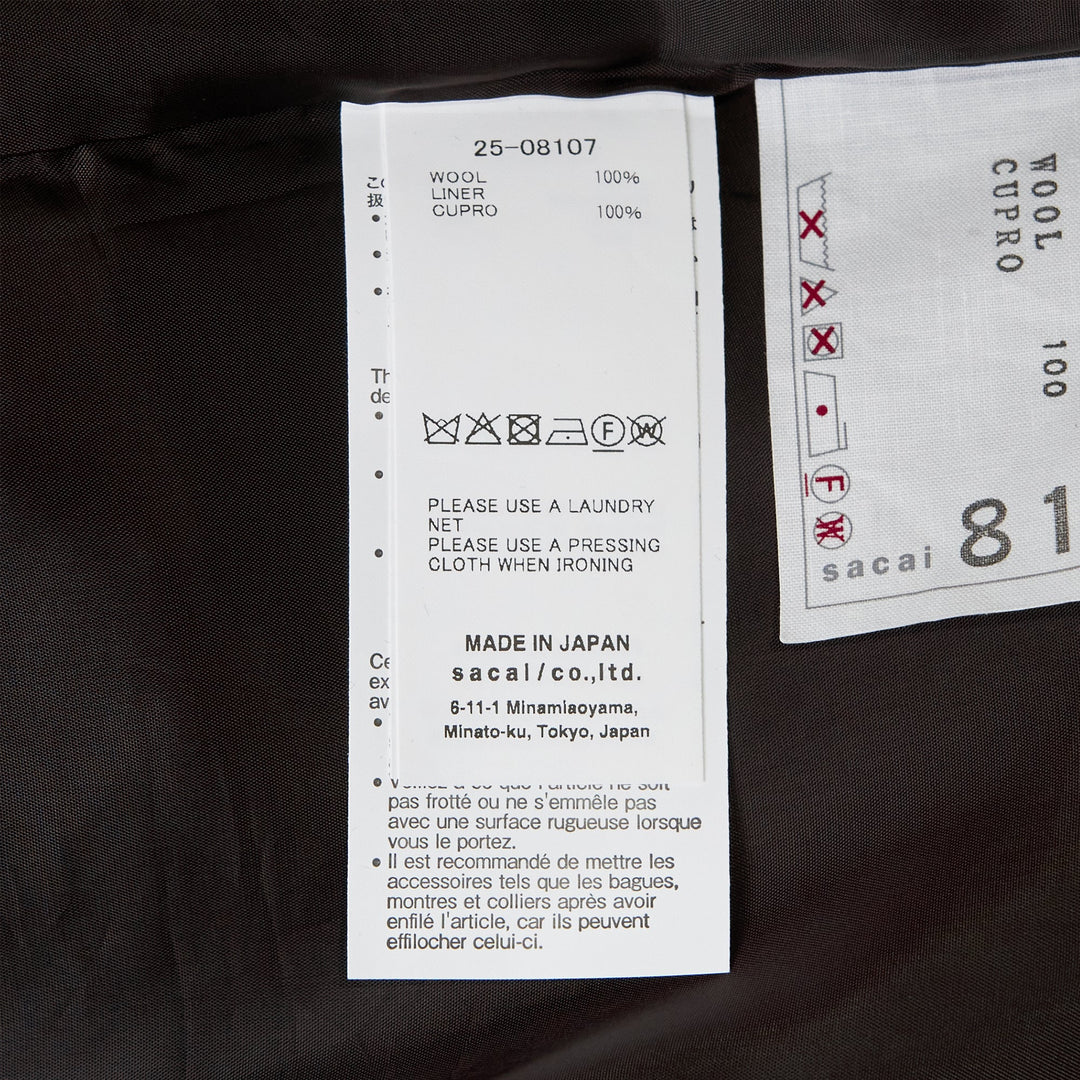 25-08107
WOOL 100%
LINER
CUPRO 100%
F W
PLEASE USE A LAUNDRY
NET
PLEASE USE A PRESSING
CLOTH WHEN IRONING
MADE IN JAPAN
sacai/co.,ltd.
6-11-1 Minamiaoyama,
Minato-ku, Tokyo, Japan
pas frotté ou ne s'emmêle pas
avec une surface rugueuse lorsque
vous le portez.
● Il est recommandé de mettre les
accessoires tels que les bagues,
montres et colliers après avoir
enfilé l'article, car ils peuvent
effilocher celui-ci.
WOOL 100
CUPRO
F
W
sacai
81